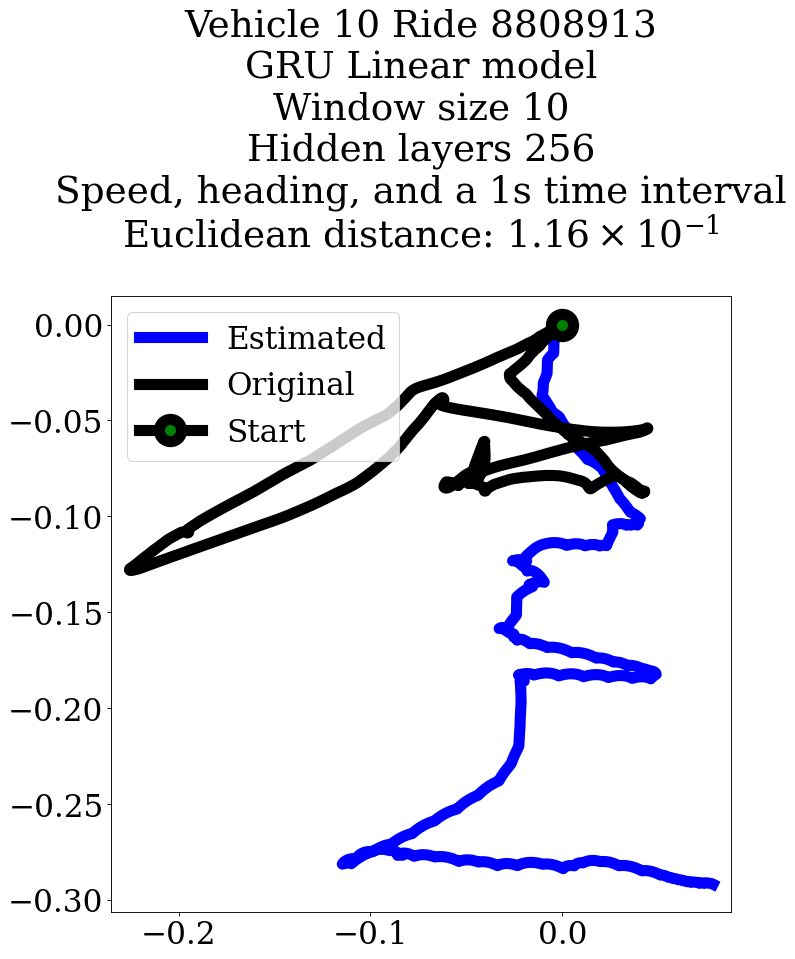 Vehicle 10 Ride 8808913
GRU Linear model
Window size 10
Hidden layers 256
Speed, heading, and a 1s time interval
Euclidean distance: 1.16 × 10⁻¹
Estimated
Original
Start
0.00
−0.05
−0.10
−0.15
−0.20
−0.25
−0.30
−0.2
−0.1
0.0